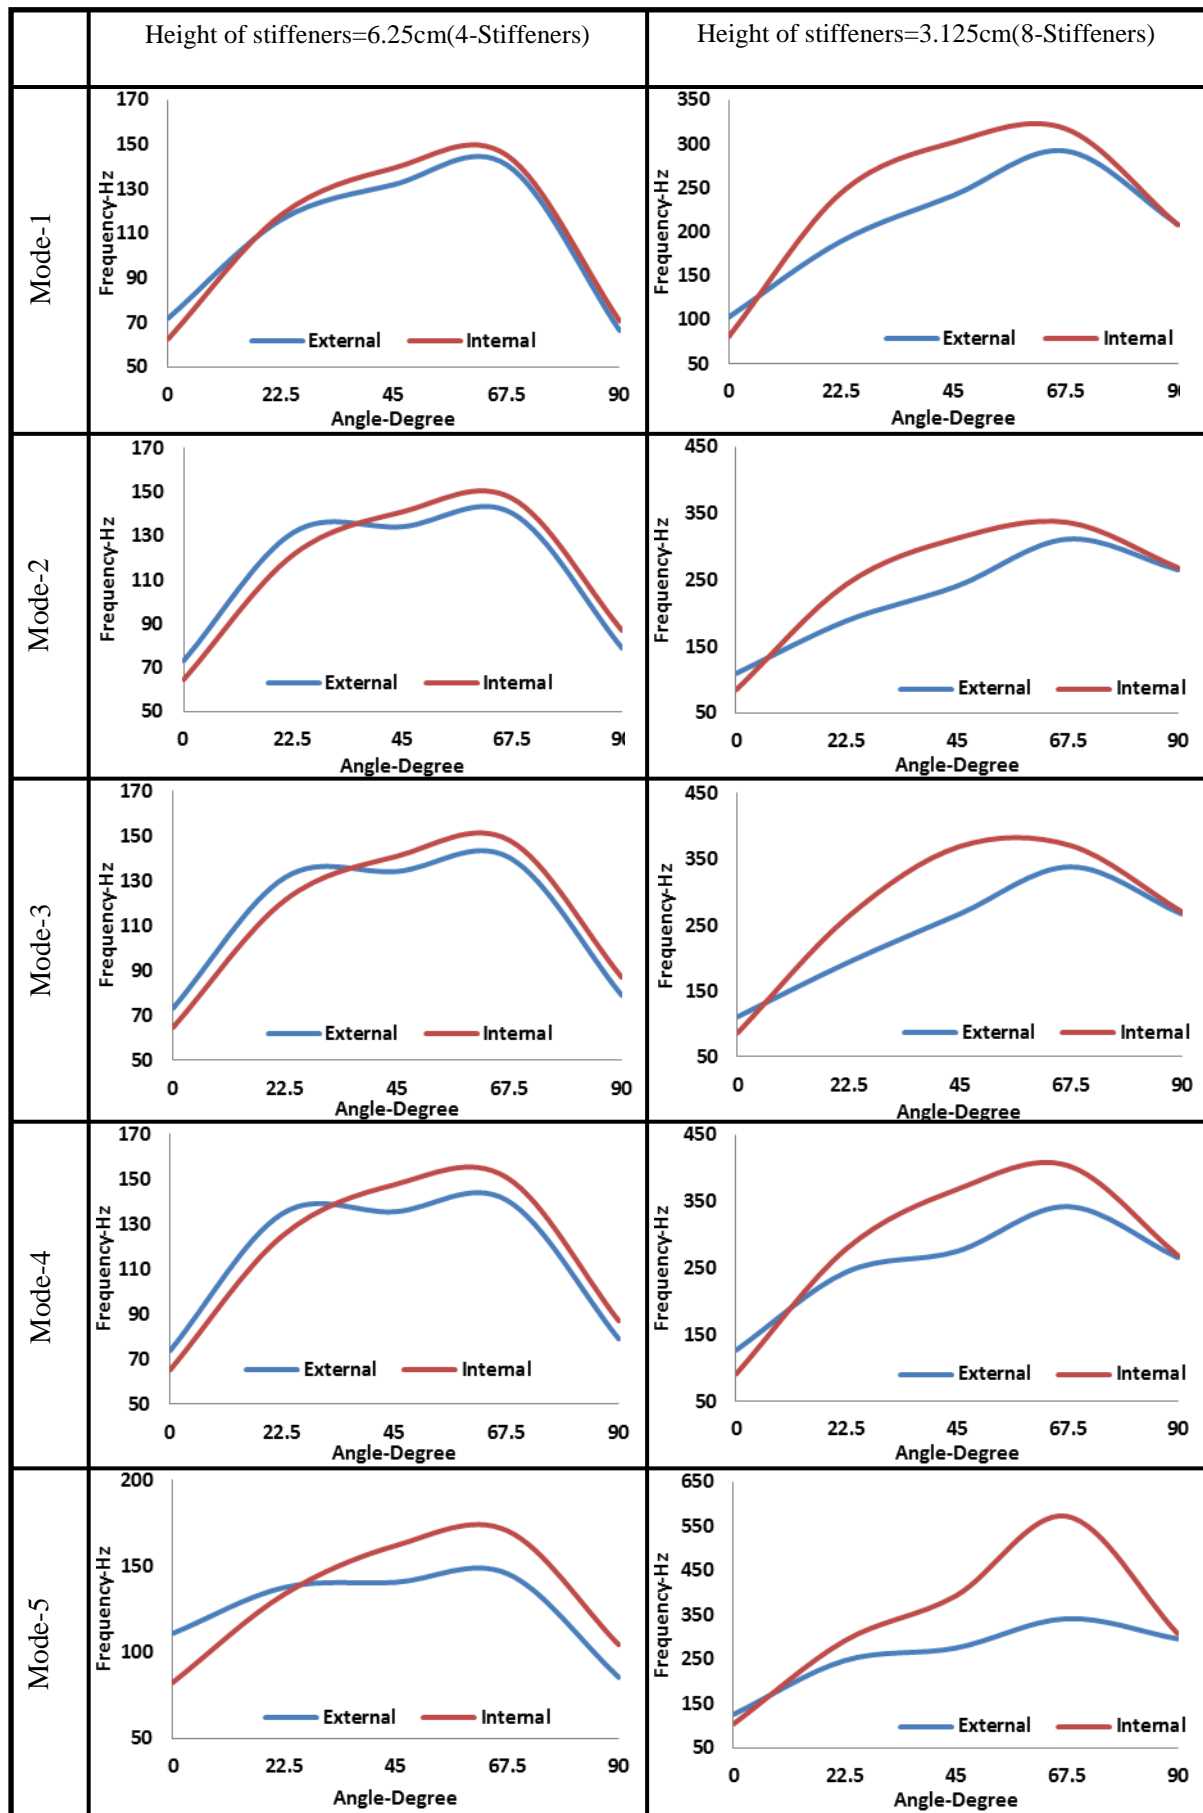 Height of stiffeners=6.25cm(4-Stiffeners)
Height of stiffeners=3.125cm(8-Stiffeners)
Mode-1
170
150
130
110
90
70
50
Frequency-Hz
External
Internal
0 22.5 45 67.5 90
Angle-Degree
350
300
250
200
150
100
50
Frequency-Hz
External
Internal
0 22.5 45 67.5 90
Angle-Degree
Mode-2
170
150
130
110
90
70
50
Frequency-Hz
External
Internal
0 22.5 45 67.5 90
Angle-Degree
450
350
250
150
50
Frequency-Hz
External
Internal
0 22.5 45 67.5 90
Angle-Degree
Mode-3
170
150
130
110
90
70
50
Frequency-Hz
External
Internal
0 22.5 45 67.5 90
Angle-Degree
450
350
250
150
50
Frequency-Hz
External
Internal
0 22.5 45 67.5 90
Angle-Degree
Mode-4
170
150
130
110
90
70
50
Frequency-Hz
External
Internal
0 22.5 45 67.5 90
Angle-Degree
450
350
250
150
50
Frequency-Hz
External
Internal
0 22.5 45 67.5 90
Angle-Degree
Mode-5
200
150
100
50
Frequency-Hz
External
Internal
0 22.5 45 67.5 90
Angle-Degree
650
550
450
350
250
150
50
Frequency-Hz
External
Internal
0 22.5 45 67.5 90
Angle-Degree